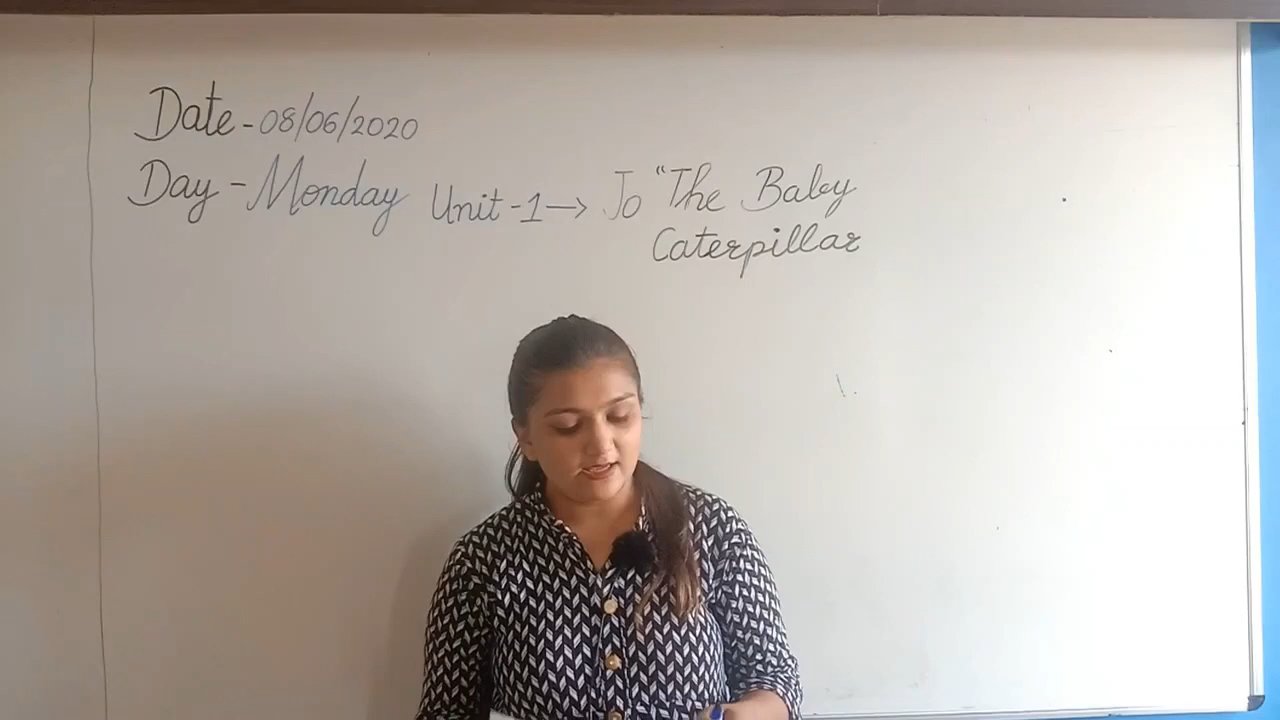 Date - 08/06/2020
Day - Monday Unit - 1 → Jo "The Baby
Caterpillar